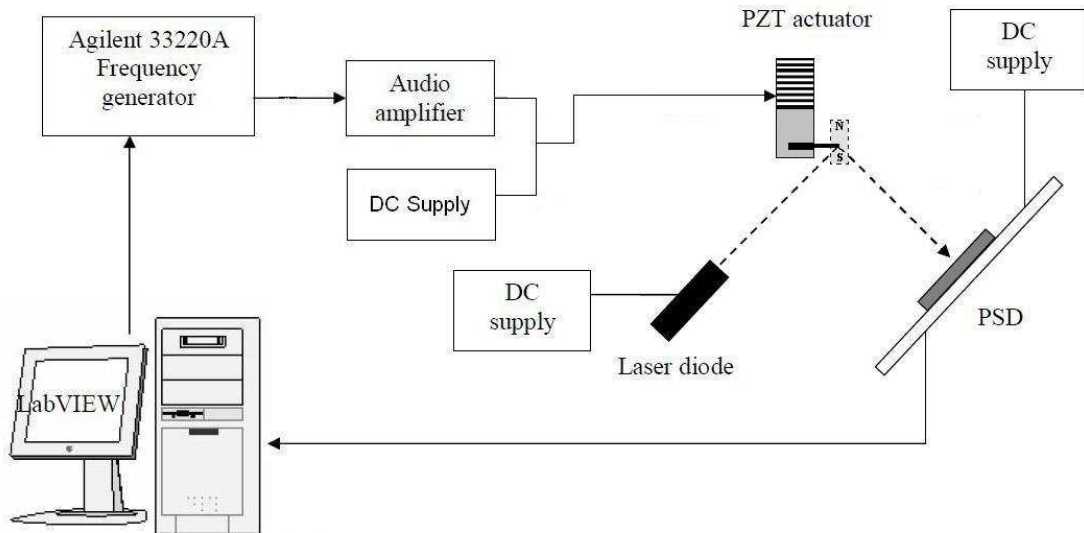 Agilent 33220A
Frequency
generator
Audio
amplifier
DC Supply
PZT actuator
DC
supply
N
S
DC
supply
Laser diode
PSD
LabVIEW